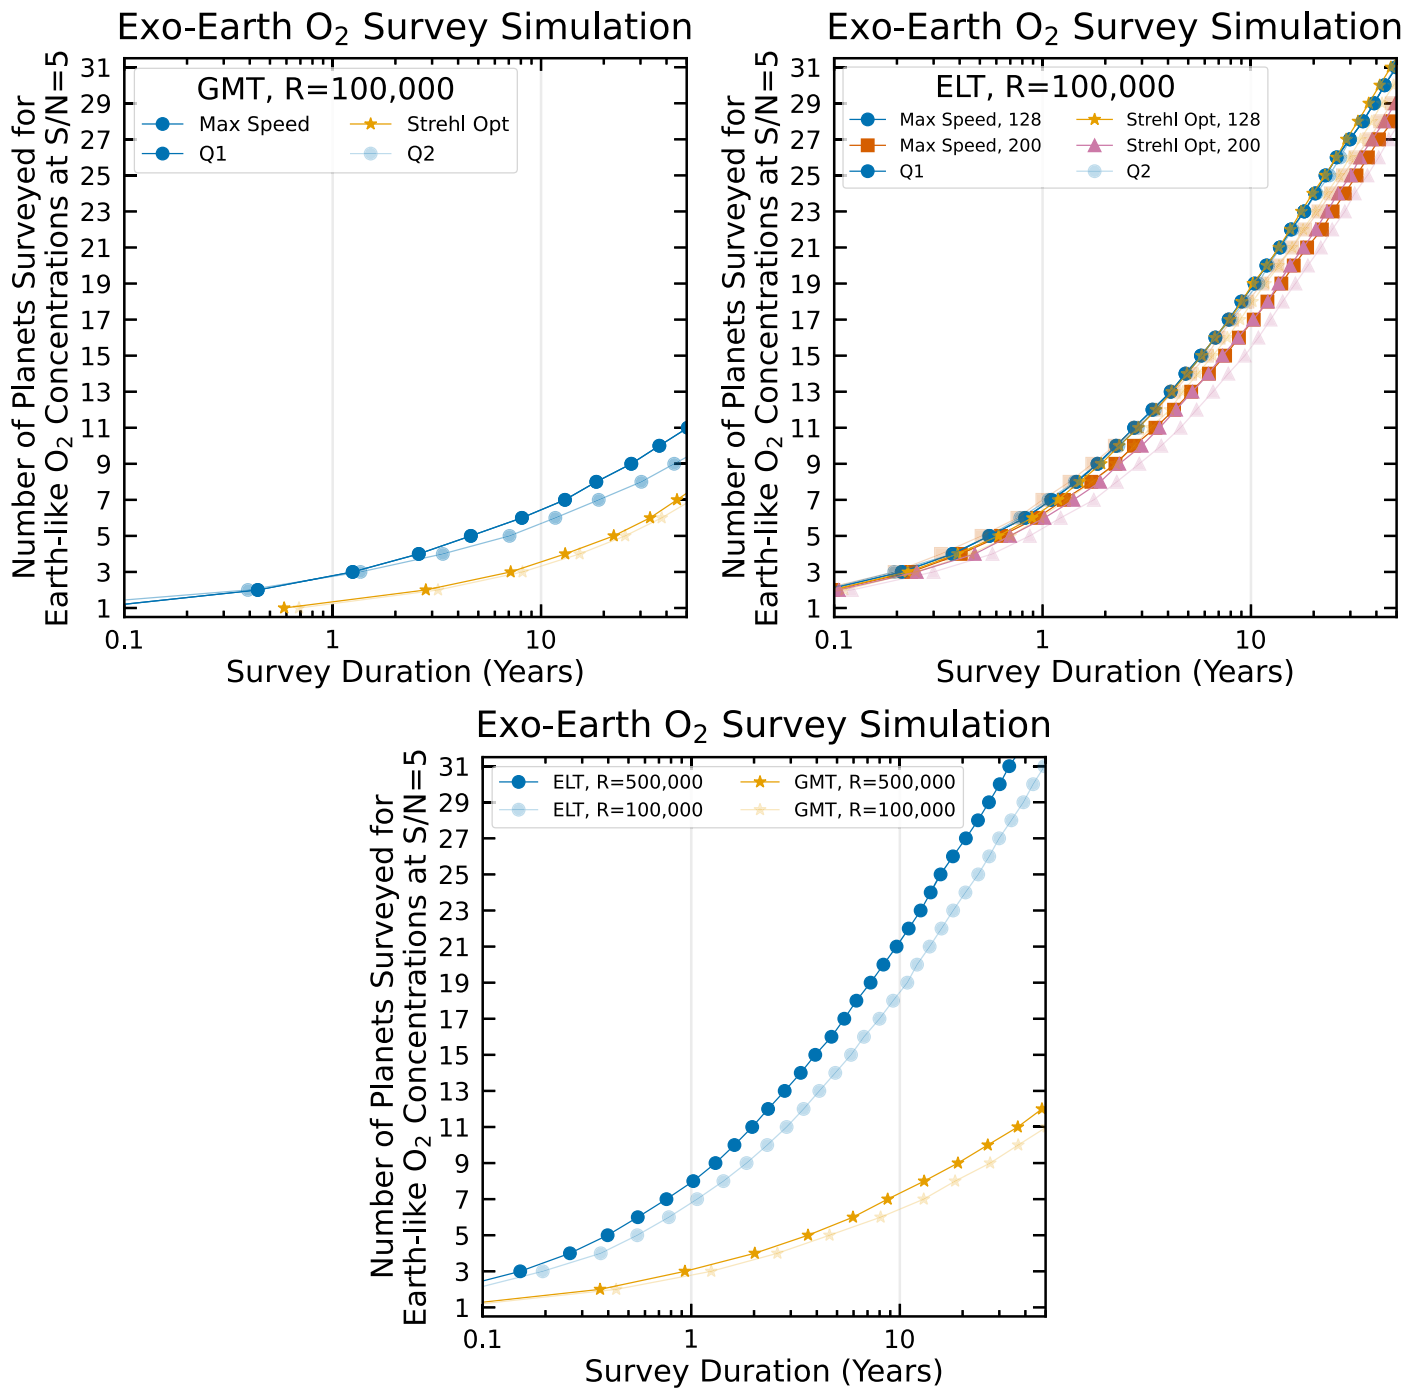 Exo-Earth O₂ Survey Simulation
Number of Planets Surveyed for
Earth-like O₂ Concentrations at S/N=5
31
29
27
25
23
21
19
17
15
13
11
9
7
5
3
1
GMT, R=100,000
Max Speed
Strehl Opt
Q1
Q2
0.1
1
10
Survey Duration (Years)
Exo-Earth O₂ Survey Simulation
Number of Planets Surveyed for
Earth-like O₂ Concentrations at S/N=5
31
29
27
25
23
21
19
17
15
13
11
9
7
5
3
1
ELT, R=100,000
Max Speed, 128
Strehl Opt, 128
Max Speed, 200
Strehl Opt, 200
Q1
Q2
0.1
1
10
Survey Duration (Years)
Exo-Earth O₂ Survey Simulation
Number of Planets Surveyed for
Earth-like O₂ Concentrations at S/N=5
31
29
27
25
23
21
19
17
15
13
11
9
7
5
3
1
ELT, R=500,000
GMT, R=500,000
ELT, R=100,000
GMT, R=100,000
0.1
1
10
Survey Duration (Years)